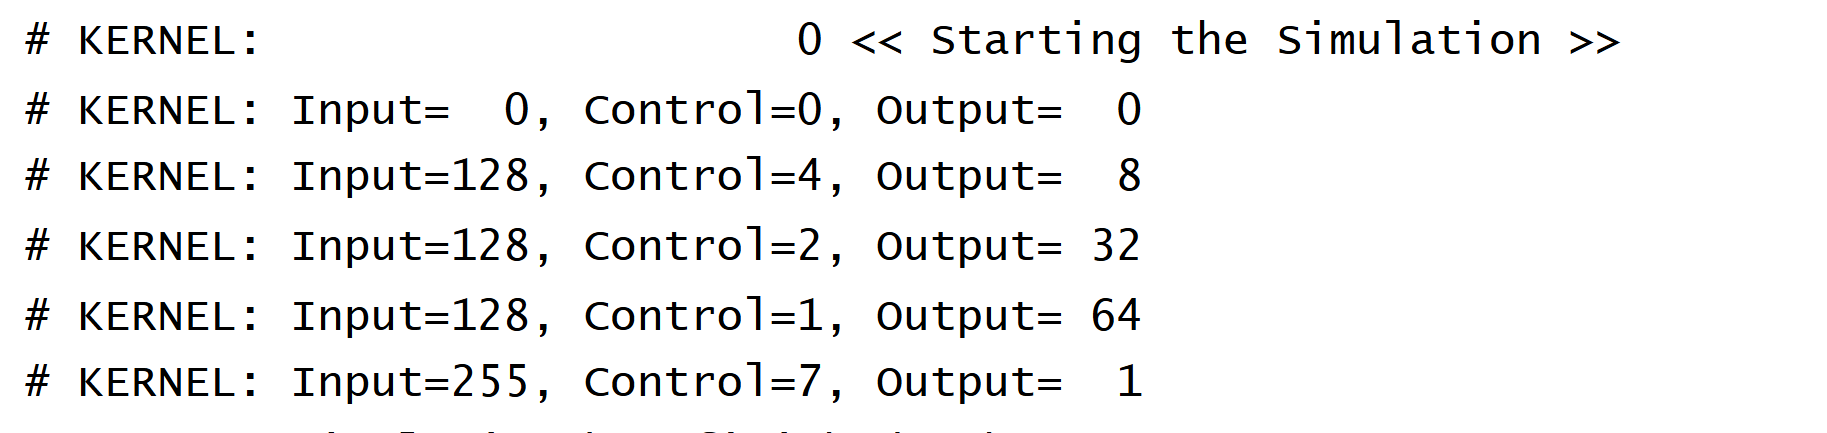 # KERNEL:                    0 << Starting the Simulation >>
# KERNEL: Input=  0, Control=0, Output=  0
# KERNEL: Input=128, Control=4, Output=  8
# KERNEL: Input=128, Control=2, Output= 32
# KERNEL: Input=128, Control=1, Output= 64
# KERNEL: Input=255, Control=7, Output=  1